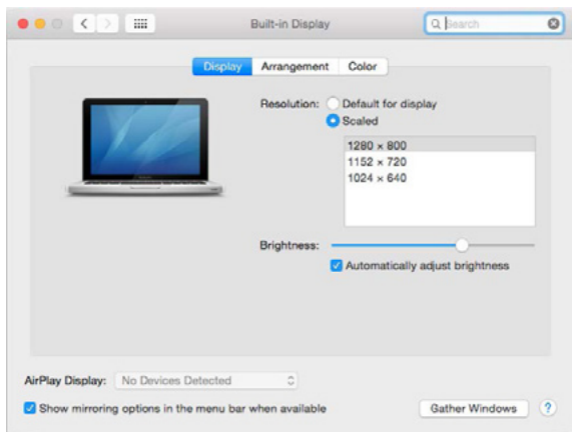 Built-in Display
Search
Display Arrangement Color
Resolution: Default for display
Scaled
1280 × 800
1152 × 720
1024 × 640
Brightness:
Automatically adjust brightness
AirPlay Display: No Devices Detected
Show mirroring options in the menu bar when available
Gather Windows ?